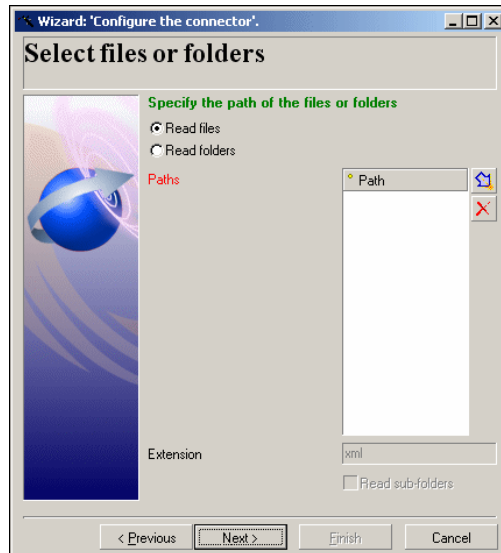 Wizard: 'Configure the connector'.
Select files or folders
Specify the path of the files or folders
Read files
Read folders
Paths
Path
Extension
xml
Read sub-folders
< Previous
Next >
Finish
Cancel